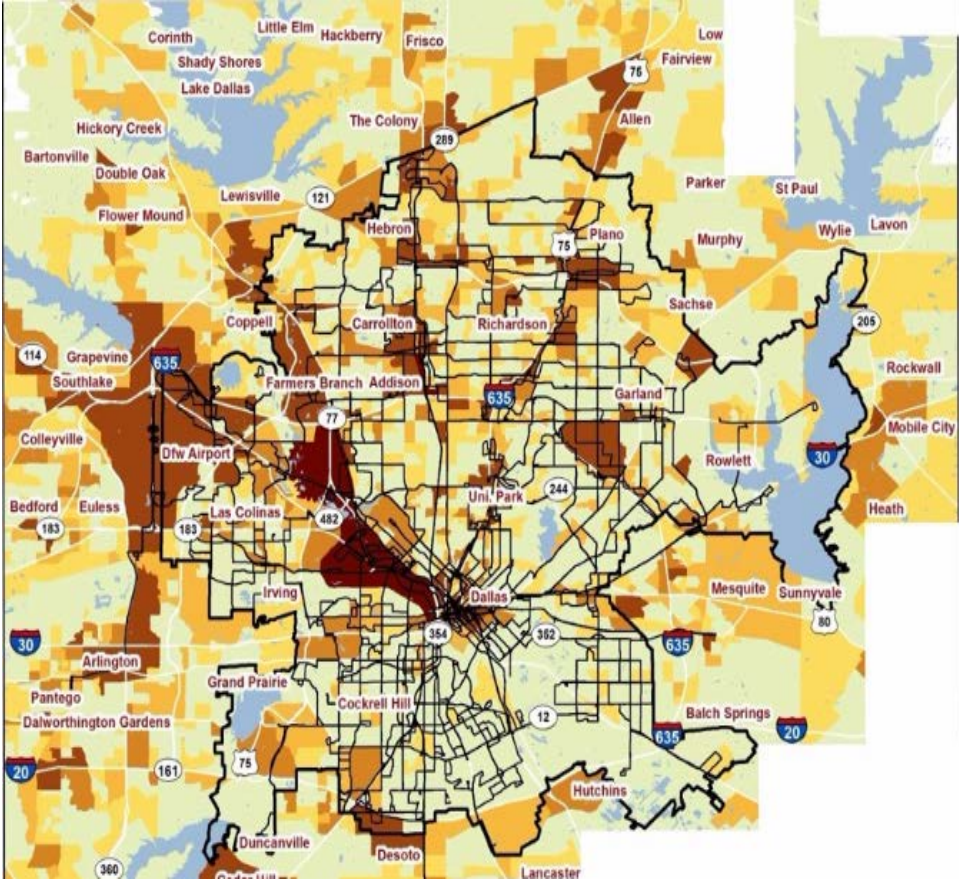 Little Elm
Low
Corinth
Hackberry
Frisco
Shady Shores
Fairview
75
Lake Dallas
The Colony
Allen
Hickory Creek
289
Bartonville
Double Oak
Parker
St Paul
Lewisville
121
Flower Mound
Hebron
Lavon
Wylie
75
Plano
Murphy
Sachse
Coppell
Carrollton
Richardson
205
114
Grapevine
635
Rockwall
Southlake
Farmers Branch
Addison
635
Garland
77
Mobile City
Colleyville
Dfw Airport
Rowlett
30
Uni. Park
244
Bedford
Euless
Las Colinas
482
Heath
183
183
Irving
Dallas
Mesquite
Sunnyvale
80
354
352
30
635
Arlington
Grand Prairie
Pantego
Cockrell Hill
Dalworthington Gardens
12
Balch Springs
635
20
75
20
161
Hutchins
Duncanville
Desoto
360
Cedar Hill
Lancaster